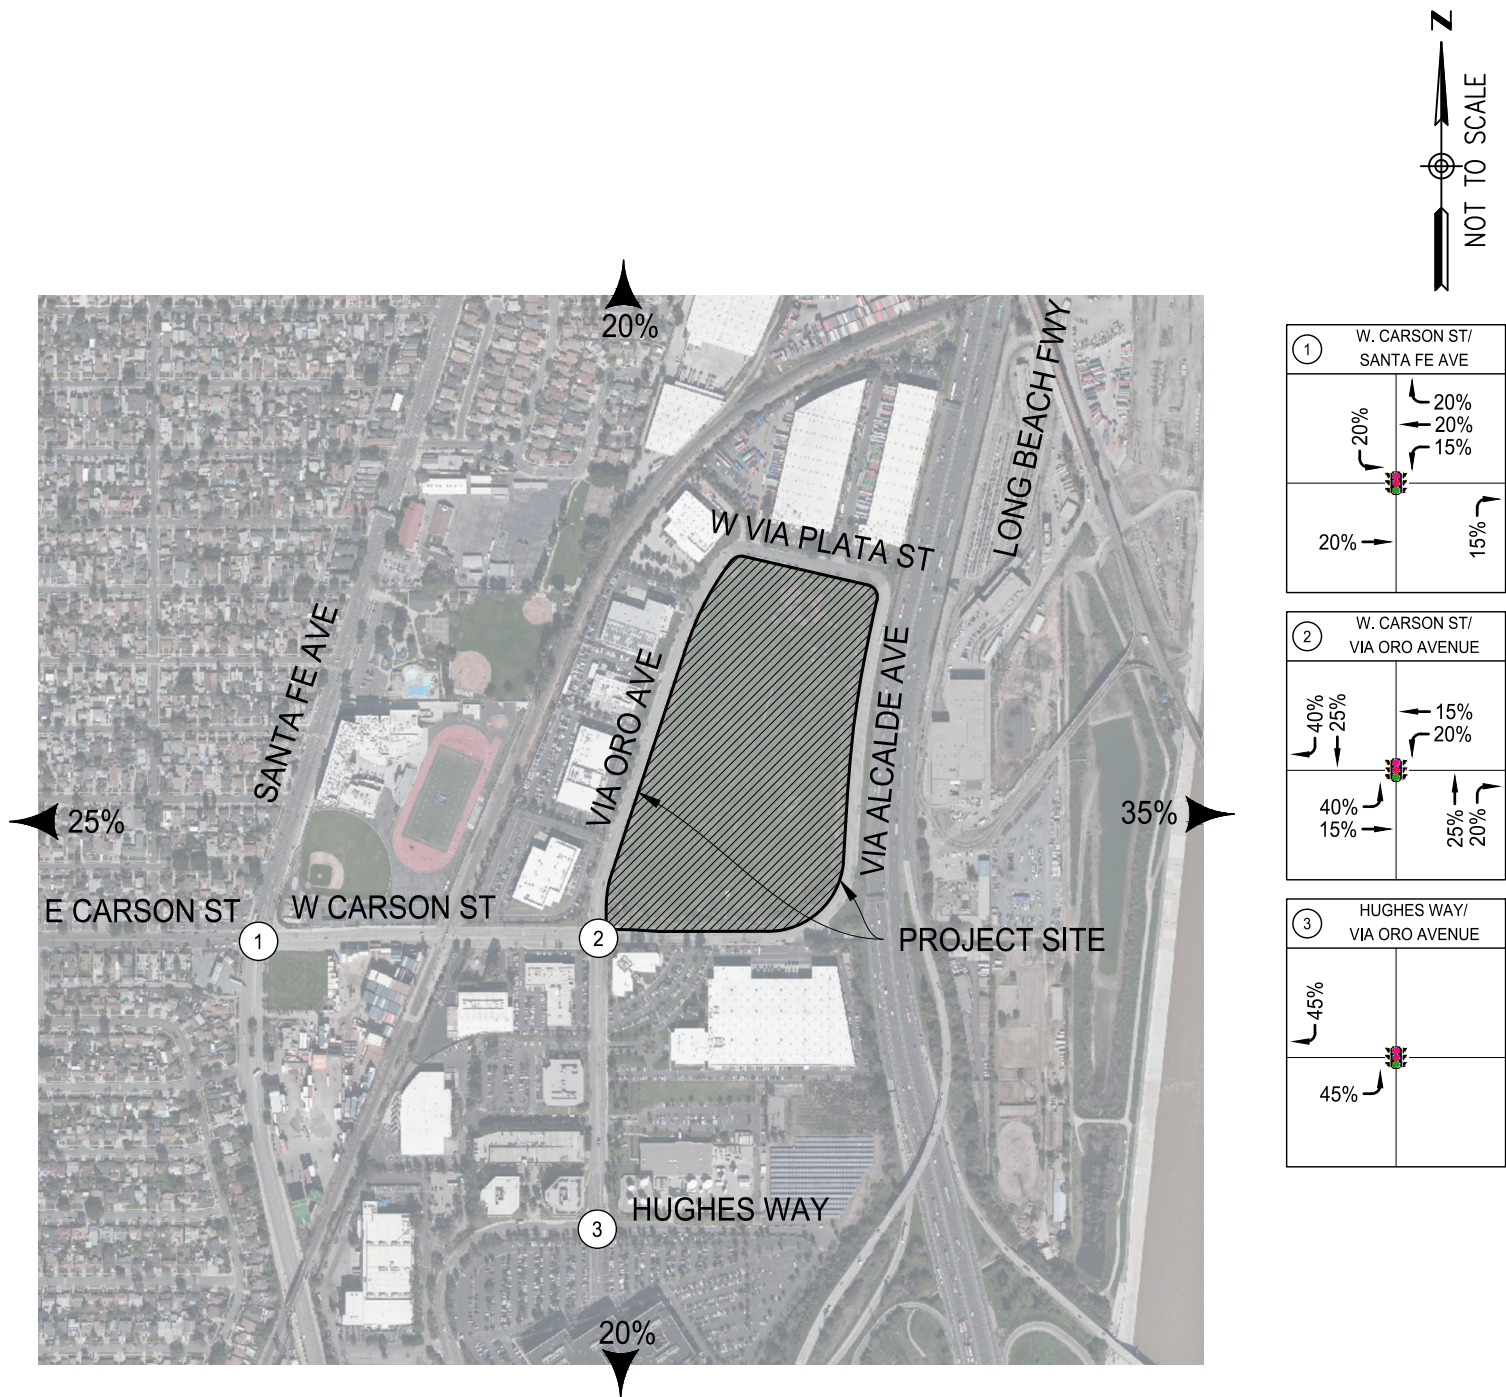 Z
NOT TO SCALE
20%
LONG BEACH FWY
W VIA PLATA ST
SANTA FE AVE
VIA ORO AVE
VIA ALCALDE AVE
25%
35%
E CARSON ST
W CARSON ST
1
2
PROJECT SITE
3
HUGHES WAY
20%
1
W. CARSON ST/
SANTA FE AVE
20%
20%
20%
15%
20%
15%
2
W. CARSON ST/
VIA ORO AVENUE
40%
25%
15%
20%
40%
15%
25%
20%
3
HUGHES WAY/
VIA ORO AVENUE
45%
45%